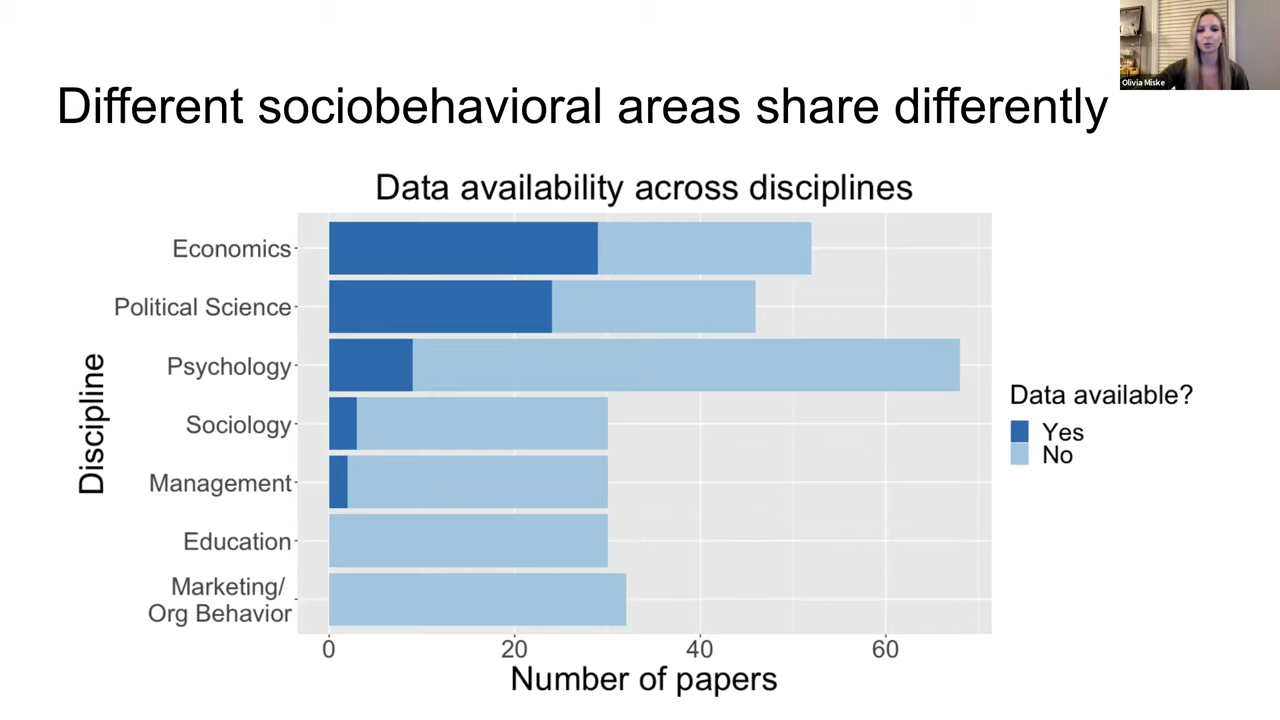 Olivia Miske
Different sociobehavioral areas share differently
Data availability across disciplines
Discipline
Economics
Political Science
Psychology
Sociology
Management
Education
Marketing/
Org Behavior
0 20 40 60
Number of papers
Data available?
Yes
No